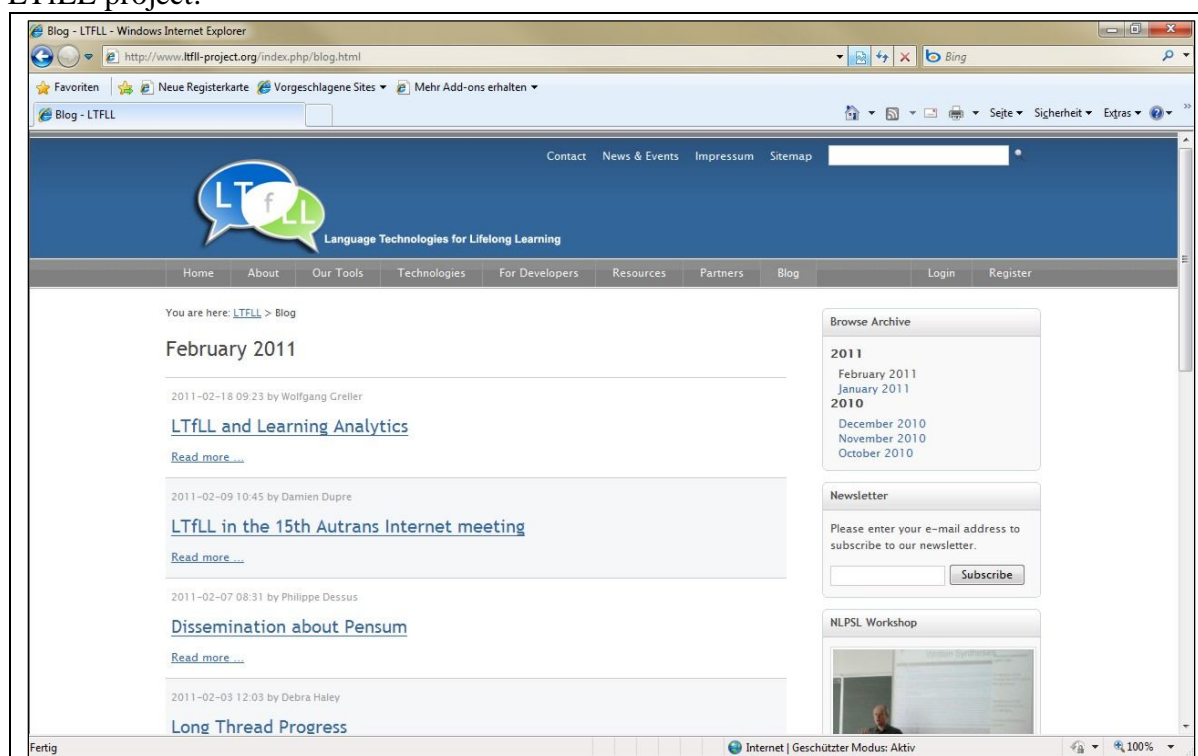 LTfLL project.
Blog - LTFLL - Windows Internet Explorer
http://www.ltfll-project.org/index.php/blog.html
Bing
Favoriten Neue Registerkarte Vorgeschlagene Sites Mehr Add-ons erhalten
Blog - LTFLL
Seite Sicherheit Extras
Contact News & Events Impressum Sitemap
LTfLL
Language Technologies for Lifelong Learning
Home About Our Tools Technologies For Developers Resources Partners Blog Login Register
You are here: LTFLL > Blog
February 2011
2011-02-18 09:23 by Wolfgang Greller
LTfLL and Learning Analytics
Read more ...
2011-02-09 10:45 by Damien Dupre
LTfLL in the 15th Autrans Internet meeting
Read more ...
2011-02-07 08:31 by Philippe Dessus
Dissemination about Pensum
Read more ...
2011-02-03 12:03 by Debra Haley
Long Thread Progress
Browse Archive
2011
February 2011
January 2011
2010
December 2010
November 2010
October 2010
Newsletter
Please enter your e-mail address to
subscribe to our newsletter.
Subscribe
NLPSL Workshop
Fertig
Internet | Geschützter Modus: Aktiv
100%